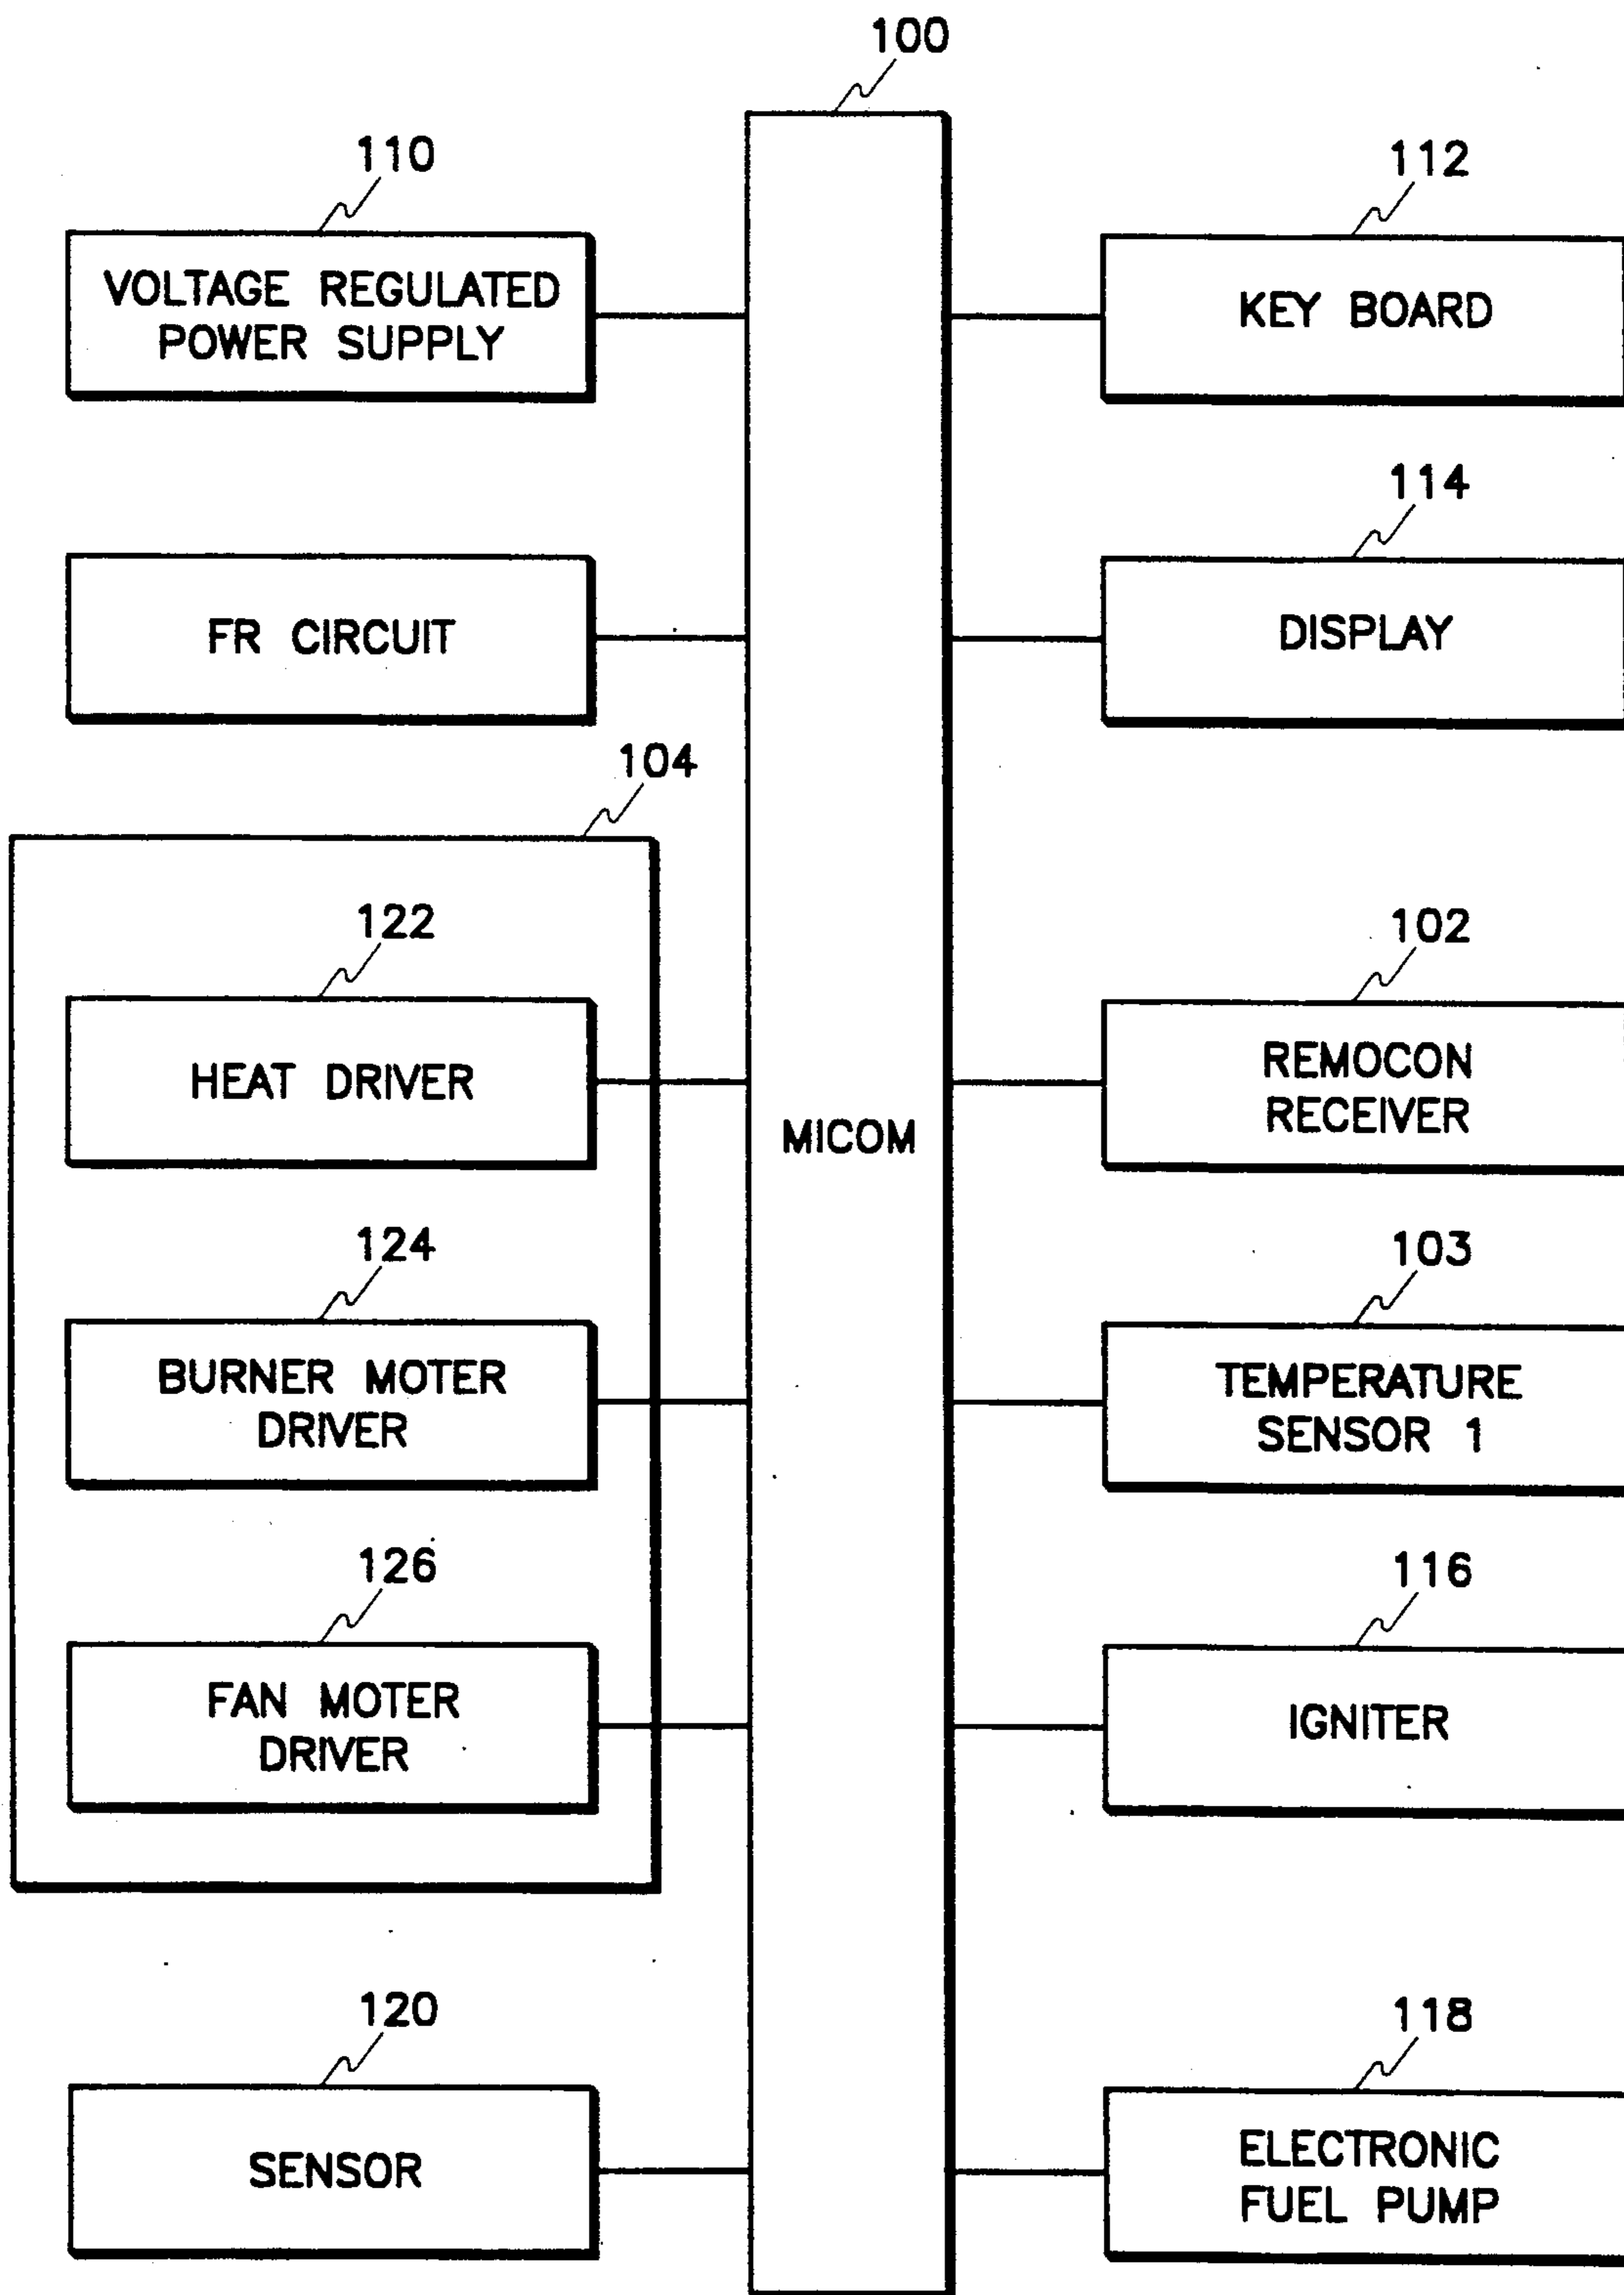 100
110
VOLTAGE REGULATED
POWER SUPPLY
112
KEY BOARD
FR CIRCUIT
114
DISPLAY
104
122
HEAT DRIVER
MICOM
102
REMOCON
RECEIVER
124
BURNER MOTER
DRIVER
103
TEMPERATURE
SENSOR 1
126
FAN MOTER
DRIVER
116
IGNITER
120
SENSOR
118
ELECTRONIC
FUEL PUMP